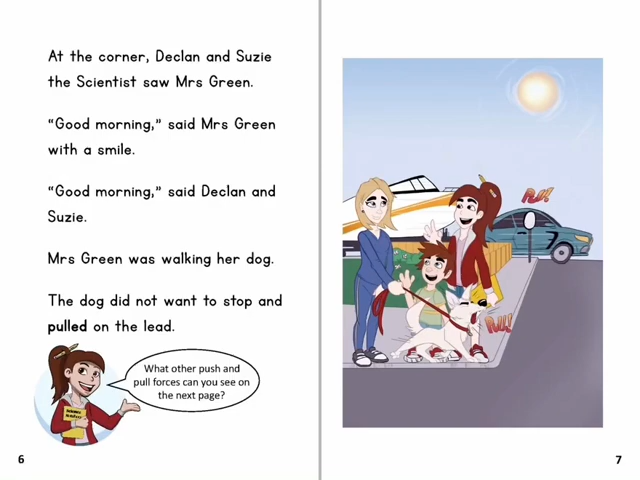 At the corner, Declan and Suzie
the Scientist saw Mrs Green.
“Good morning,” said Mrs Green
with a smile.
“Good morning,” said Declan and
Suzie.
Mrs Green was walking her dog.
The dog did not want to stop and
pulled on the lead.
What other push and
pull forces can you see on
the next page?
6
PULL!
PULL!
7